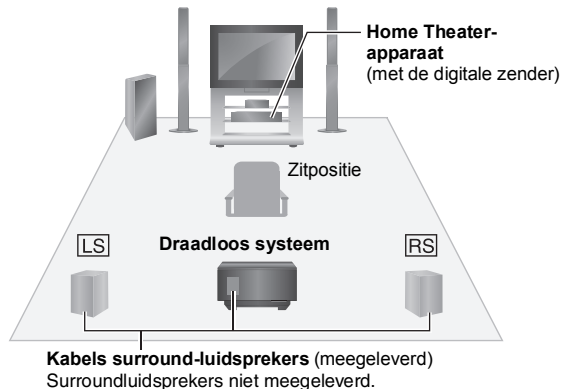 Home Theater-
apparaat
(met de digitale zender)
Zitpositie
LS
Draadloos systeem
RS
Kabels surround-luidsprekers (meegeleverd)
Surroundluidsprekers niet meegeleverd.